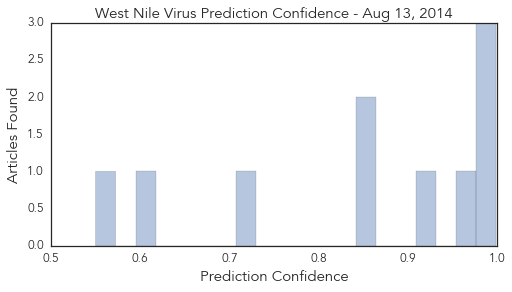 West Nile Virus Prediction Confidence - Aug 13, 2014
3.0
2.5
2.0
1.5
1.0
0.5
0.0
Articles Found
0.5 0.6 0.7 0.8 0.9 1.0
Prediction Confidence